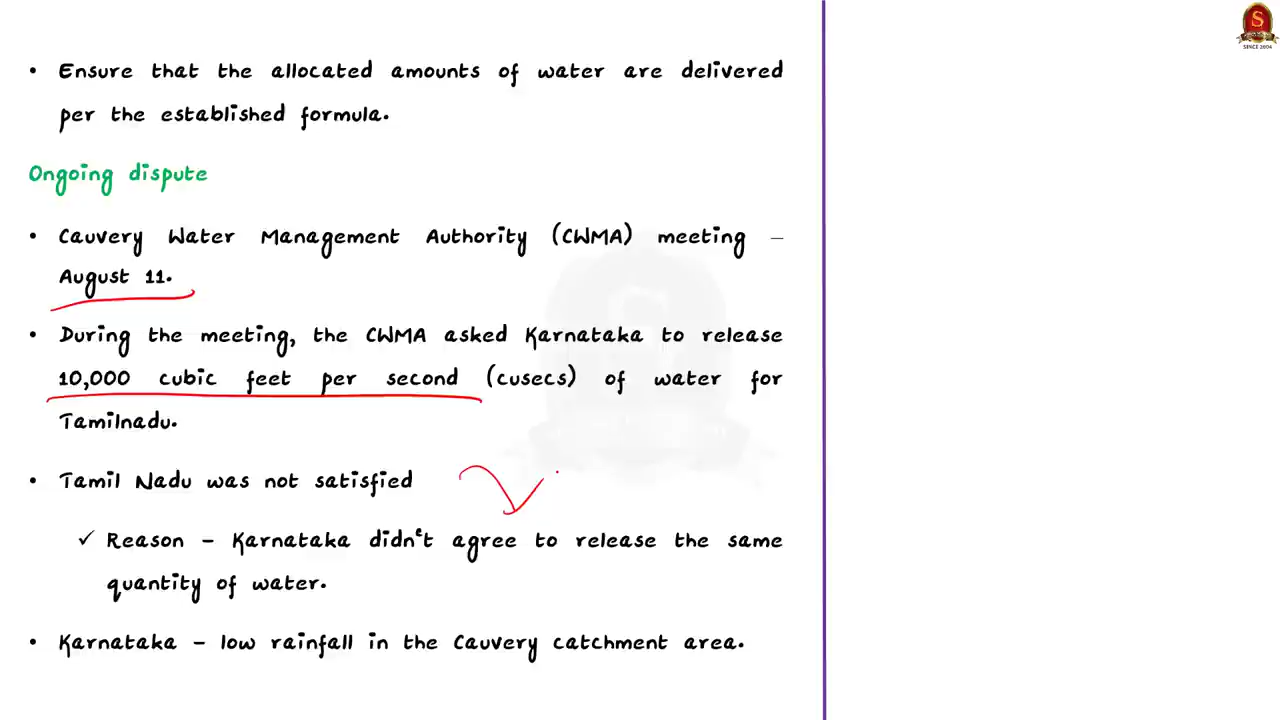 S
SINCE 2004
• Ensure that the allocated amounts of water are delivered
per the established formula.
Ongoing dispute
• Cauvery Water Management Authority (CWMA) meeting –
August 11.
• During the meeting, the CWMA asked Karnataka to release
10,000 cubic feet per second (cusecs) of water for
Tamilnadu.
• Tamil Nadu was not satisfied
✓ Reason – Karnataka didn't agree to release the same
quantity of water.
• Karnataka – low rainfall in the Cauvery catchment area.